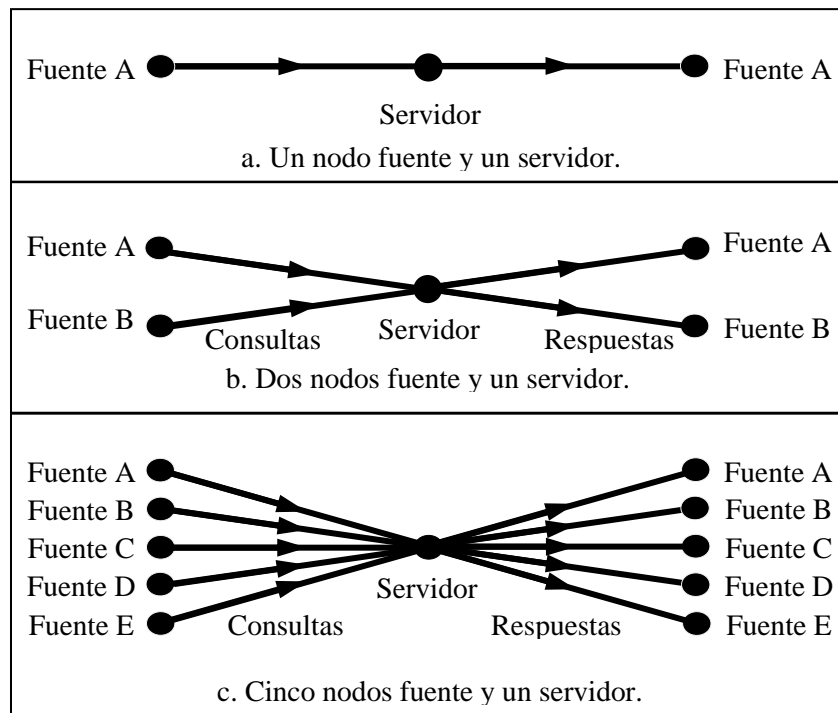 Fuente A Fuente A
Servidor
a. Un nodo fuente y un servidor.
Fuente A Fuente A
Fuente B Consultas Servidor Respuestas Fuente B
b. Dos nodos fuente y un servidor.
Fuente A Fuente A
Fuente B Fuente B
Fuente C Fuente C
Fuente D Servidor Fuente D
Fuente E Consultas Respuestas Fuente E
c. Cinco nodos fuente y un servidor.